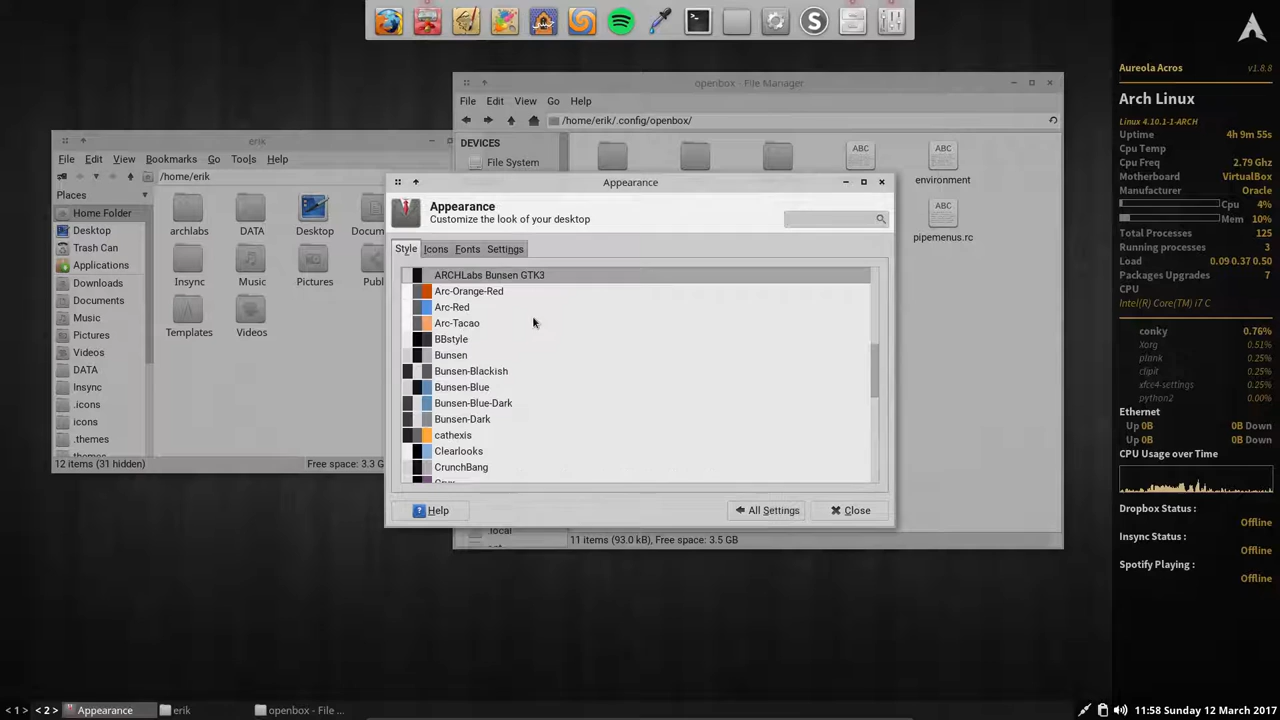 openbox - File Manager
File Edit View Go Help
/home/erik/.config/openbox/
DEVICES
File System
ABC
ABC
environment
ABC
pipemenus.rc
.local
11 items (93.0 kB), Free space: 3.5 GB
erik
File Edit View Bookmarks Go Tools Help
/home/erik
Places
Home Folder
Desktop
Trash Can
Applications
Downloads
Documents
Music
Pictures
Videos
DATA
Insync
.icons
icons
.themes
themes
archlabs DATA Desktop Docum
Insync Music Pictures Publ
Templates Videos
12 items (31 hidden) Free space: 3.3 G
Appearance
Appearance
Customize the look of your desktop
Style Icons Fonts Settings
ARCHLabs Bunsen GTK3
Arc-Orange-Red
Arc-Red
Arc-Tacao
BBstyle
Bunsen
Bunsen-Blackish
Bunsen-Blue
Bunsen-Blue-Dark
Bunsen-Dark
cathexis
Clearlooks
CrunchBang
Help All Settings Close
Aureola Acros v1.8.8
Arch Linux
Linux 4.10.1-1-ARCH
Uptime 4h 9m 55s
Cpu Temp
Cpu Freq 2.79 Ghz
Motherboard VirtualBox
Manufacturer Oracle
Cpu 4%
Mem 10%
Total Processes 125
Running processes 3
Load 0.09 0.37 0.50
Packages Upgrades 7
CPU
Intel(R) Core(TM) i7 C
conky 0.76%
Xorg 0.51%
plank 0.25%
clipit 0.25%
xfce4-settings 0.25%
python2 0.00%
Ethernet
Up 0B 0B Down
Up 0B 0B Down
CPU Usage over Time
Dropbox Status :
Offline
Insync Status :
Offline
Spotify Playing :
Offline
< 1 > < 2 > Appearance erik openbox - File ... 11:58 Sunday 12 March 2017